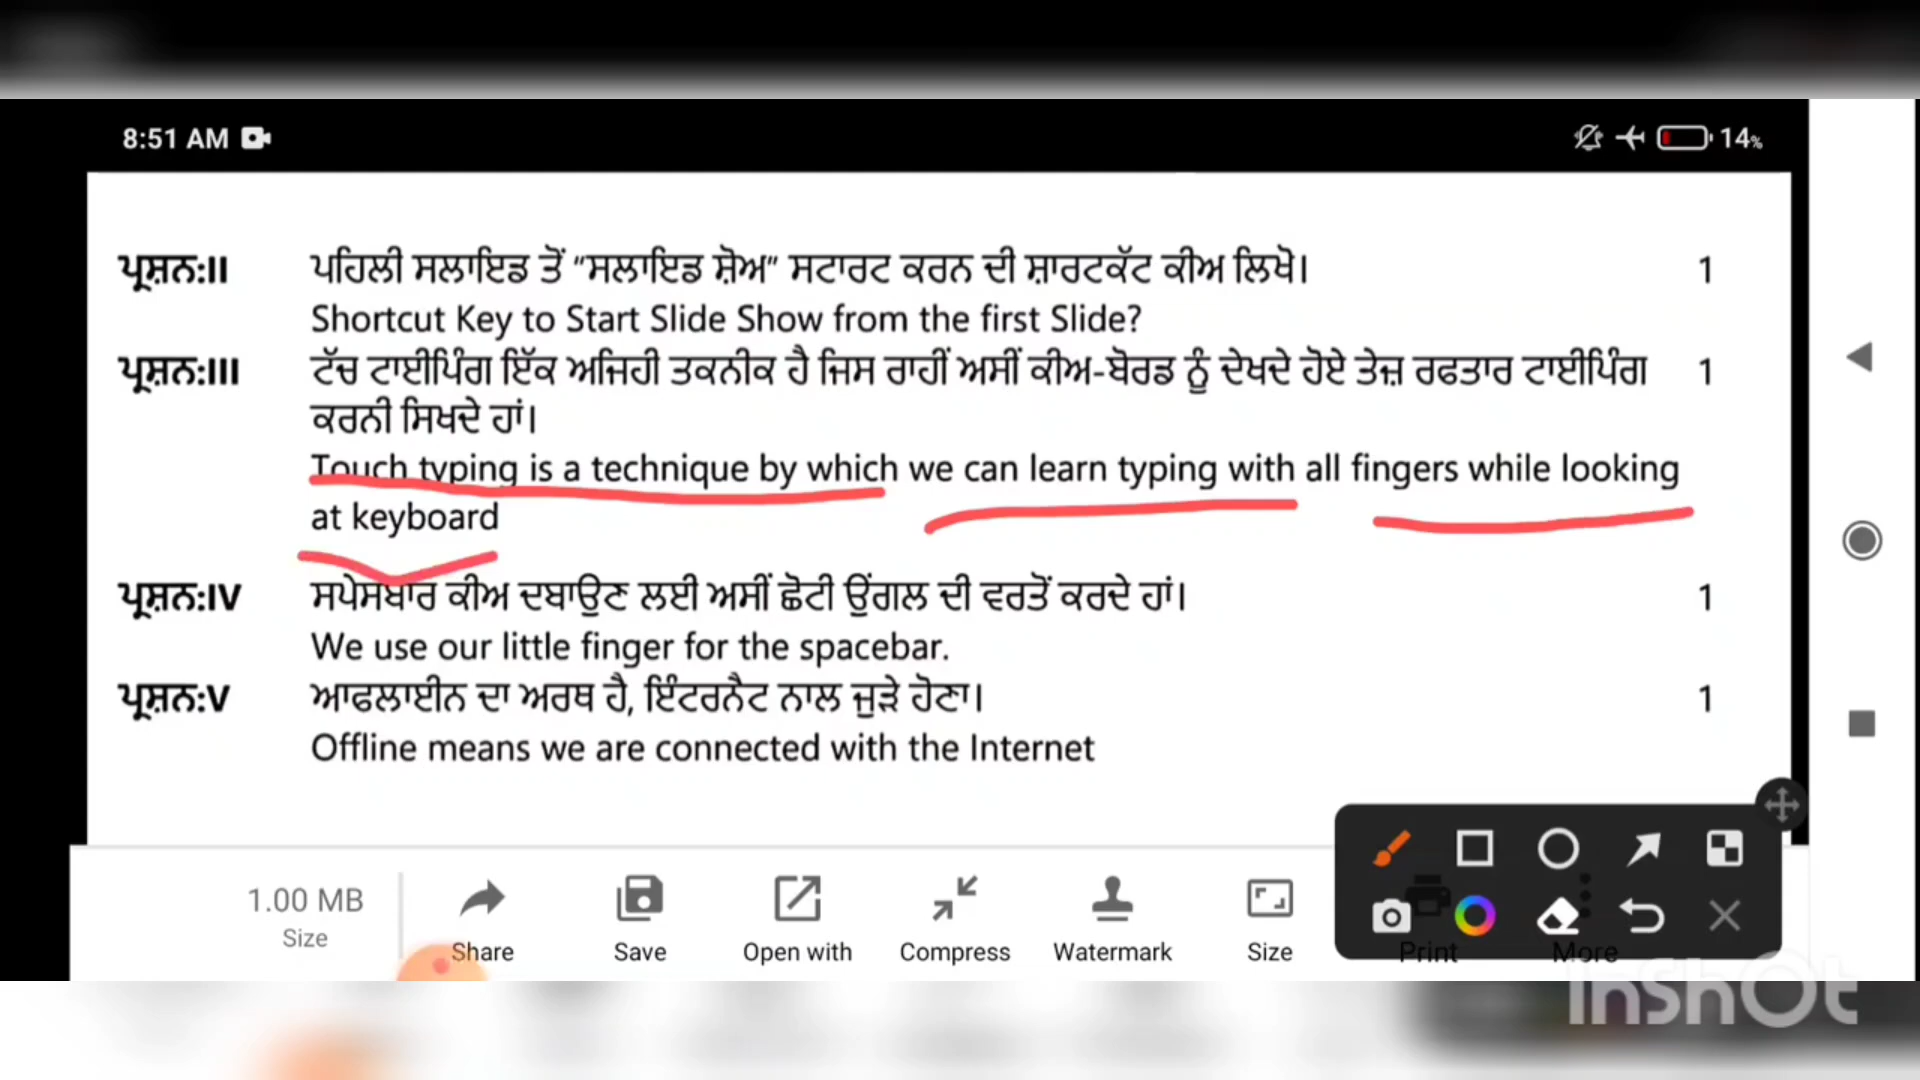 8:51 AM
14%
ਪ੍ਰਸ਼ਨ:II ਪਹਿਲੀ ਸਲਾਇਡ ਤੋਂ “ਸਲਾਇਡ ਸ਼ੋਅ” ਸਟਾਰਟ ਕਰਨ ਦੀ ਸ਼ਾਰਟਕੱਟ ਕੀਅ ਲਿਖੋ। 1
Shortcut Key to Start Slide Show from the first Slide?
ਪ੍ਰਸ਼ਨ:III ਟੱਚ ਟਾਈਪਿੰਗ ਇੱਕ ਅਜਿਹੀ ਤਕਨੀਕ ਹੈ ਜਿਸ ਰਾਹੀਂ ਅਸੀਂ ਕੀਅ-ਬੋਰਡ ਨੂੰ ਦੇਖਦੇ ਹੋਏ ਤੇਜ਼ ਰਫਤਾਰ ਟਾਈਪਿੰਗ 1
ਕਰਨੀ ਸਿਖਦੇ ਹਾਂ।
Touch typing is a technique by which we can learn typing with all fingers while looking
at keyboard
ਪ੍ਰਸ਼ਨ:IV ਸਪੇਸਬਾਰ ਕੀਅ ਦਬਾਉਣ ਲਈ ਅਸੀਂ ਛੋਟੀ ਉਂਗਲ ਦੀ ਵਰਤੋਂ ਕਰਦੇ ਹਾਂ। 1
We use our little finger for the spacebar.
ਪ੍ਰਸ਼ਨ:V ਆਫਲਾਈਨ ਦਾ ਅਰਥ ਹੈ, ਇੰਟਰਨੈਟ ਨਾਲ ਜੁੜੇ ਹੋਣਾ। 1
Offline means we are connected with the Internet
1.00 MB
Size
Share Save Open with Compress Watermark Size Print More
InShOt